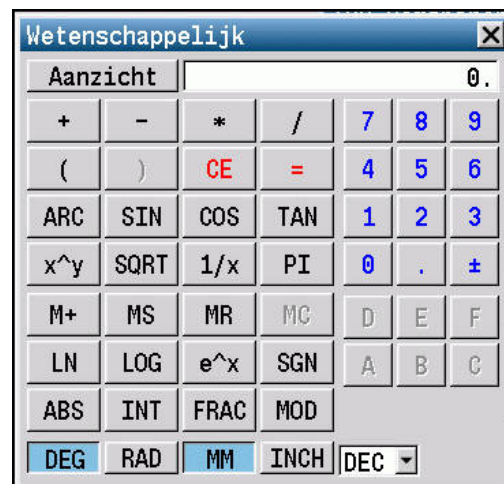 Wetenschappelijk
Aanzicht 0.
+ - * / 7 8 9
( ) CE = 4 5 6
ARC SIN COS TAN 1 2 3
x^y SQRT 1/x PI 0 . ±
M+ MS MR MC D E F
LN LOG e^x SGN A B C
ABS INT FRAC MOD
DEG RAD MM INCH DEC